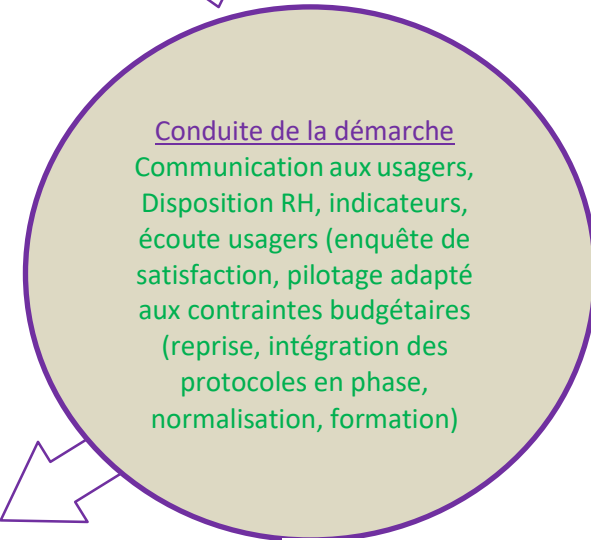 Conduite de la démarche
Communication aux usagers,
Disposition RH, indicateurs,
écoute usagers (enquête de
satisfaction, pilotage adapté
aux contraintes budgétaires
(reprise, intégration des
protocoles en phase,
normalisation, formation)